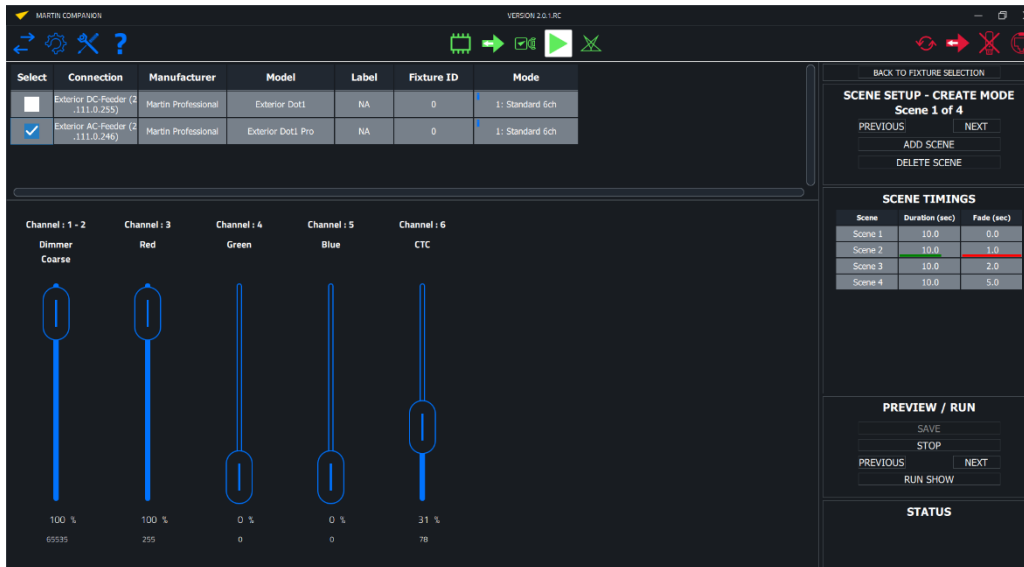 MARTIN COMPANION
VERSION 2.0.1.RC
Select Connection Manufacturer Model Label Fixture ID Mode
Exterior DC-Feeder (2
.111.0.255) Martin Professional Exterior Dot1 NA 0 1: Standard 6ch
Exterior AC-Feeder (2
.111.0.246) Martin Professional Exterior Dot1 Pro NA 0 1: Standard 6ch
Channel : 1 - 2 Channel : 3 Channel : 4 Channel : 5 Channel : 6
Dimmer Red Green Blue CTC
Coarse
100 % 100 % 0 % 0 % 31 %
65535 255 0 0 78
BACK TO FIXTURE SELECTION
SCENE SETUP - CREATE MODE
Scene 1 of 4
PREVIOUS NEXT
ADD SCENE
DELETE SCENE
SCENE TIMINGS
Scene Duration (sec) Fade (sec)
Scene 1 10.0 0.0
Scene 2 10.0 1.0
Scene 3 10.0 2.0
Scene 4 10.0 5.0
PREVIEW / RUN
SAVE
STOP
PREVIOUS NEXT
RUN SHOW
STATUS